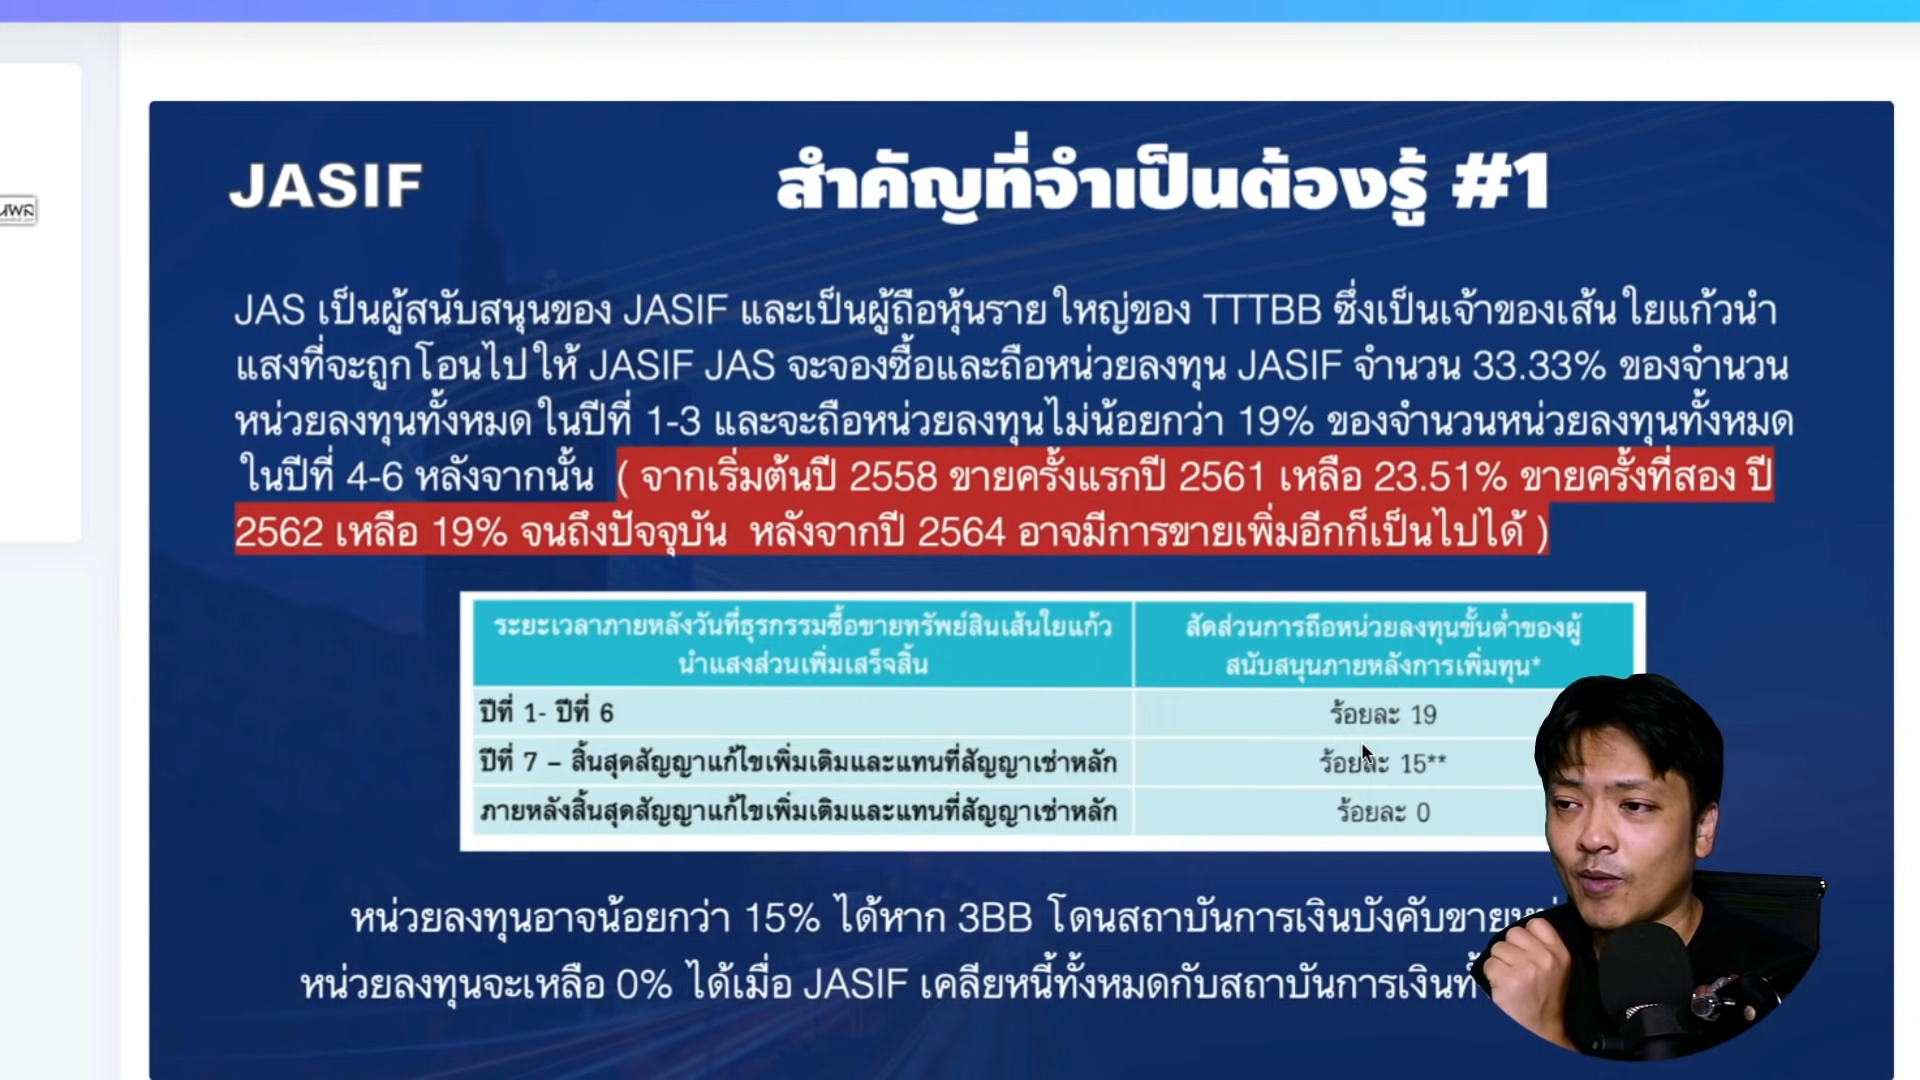 JASIF
สำคัญที่จำเป็นต้องรู้ #1
JAS เป็นผู้สนับสนุนของ JASIF และเป็นผู้ถือหุ้นราย ใหญ่ของ TTTBB ซึ่งเป็นเจ้าของเส้น ใยแก้วนำ
แสงที่จะถูกโอนไป ให้ JASIF JAS จะจองซื้อและถือหน่วยลงทุน JASIF จำนวน 33.33% ของจำนวน
หน่วยลงทุนทั้งหมด ในปีที่ 1-3 และจะถือหน่วยลงทุนไม่น้อยกว่า 19% ของจำนวนหน่วยลงทุนทั้งหมด
ในปีที่ 4-6 หลังจากนั้น ( จากเริ่มต้นปี 2558 ขายครั้งแรกปี 2561 เหลือ 23.51% ขายครั้งที่สอง ปี
2562 เหลือ 19% จนถึงปัจจุบัน หลังจากปี 2564 อาจมีการขายเพิ่มอีกก็เป็นไปได้ )
ระยะเวลาภายหลังวันที่ธุรกรรมซื้อขายทรัพย์สินเส้นใยแก้ว
นำแสงส่วนเพิ่มเสร็จสิ้น
สัดส่วนการถือหน่วยลงทุนขั้นต่ำของผู้
สนับสนุนภายหลังการเพิ่มทุน*
ปีที่ 1- ปีที่ 6
ร้อยละ 19
ปีที่ 7 – สิ้นสุดสัญญาแก้ไขเพิ่มเติมและแทนที่สัญญาเช่าหลัก
ร้อยละ 15**
ภายหลังสิ้นสุดสัญญาแก้ไขเพิ่มเติมและแทนที่สัญญาเช่าหลัก
ร้อยละ 0
หน่วยลงทุนอาจน้อยกว่า 15% ได้หาก 3BB โดนสถาบันการเงินบังคับขาย
หน่วยลงทุนจะเหลือ 0% ได้เมื่อ JASIF เคลียหนี้ทั้งหมดกับสถาบันการเงิน